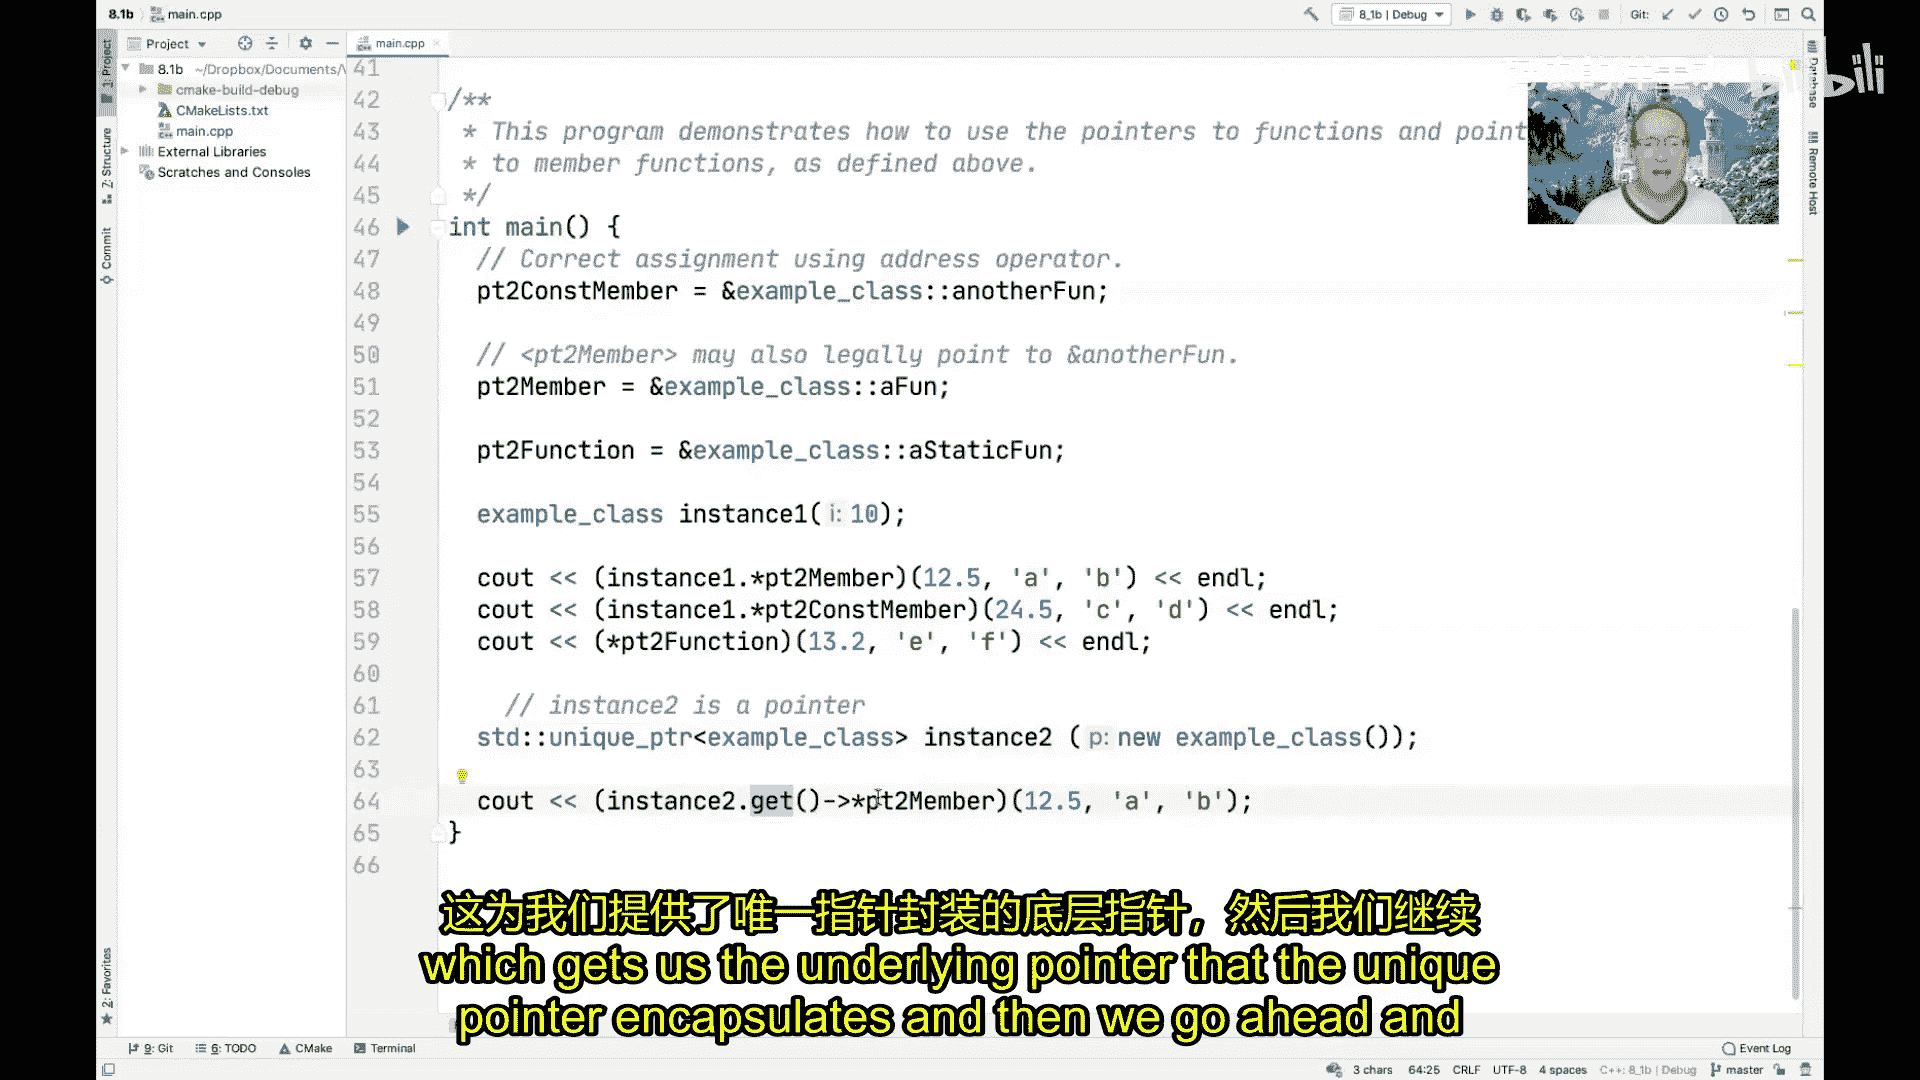 8.1b
main.cpp
8_1b | Debug
Git:
Project
main.cpp
1: Project
8.1b ~/Dropbox/Documents/
cmake-build-debug
CMakeLists.txt
main.cpp
External Libraries
Scratches and Consoles
Z: Structure
Commit
2: Favorites
Database
Remote Host
bilibili
41
42 /**
43 * This program demonstrates how to use the pointers to functions and point
44 * to member functions, as defined above.
45 */
46 int main() {
47 // Correct assignment using address operator.
48 pt2ConstMember = &example_class::anotherFun;
49
50 // <pt2Member> may also legally point to &anotherFun.
51 pt2Member = &example_class::aFun;
52
53 pt2Function = &example_class::aStaticFun;
54
55 example_class instance1( i: 10);
56
57 cout << (instance1.*pt2Member)(12.5, 'a', 'b') << endl;
58 cout << (instance1.*pt2ConstMember)(24.5, 'c', 'd') << endl;
59 cout << (*pt2Function)(13.2, 'e', 'f') << endl;
60
61 // instance2 is a pointer
62 std::unique_ptr<example_class> instance2 ( p: new example_class());
63
64 cout << (instance2.get()->*pt2Member)(12.5, 'a', 'b');
65 }
66
这为我们提供了唯一指针封装的底层指针，然后我们继续
which gets us the underlying pointer that the unique
pointer encapsulates and then we go ahead and
9: Git
6: TODO
CMake
Terminal
Event Log
3 chars 64:25 CRLF UTF-8 4 spaces C++: 8_1b | Debug master